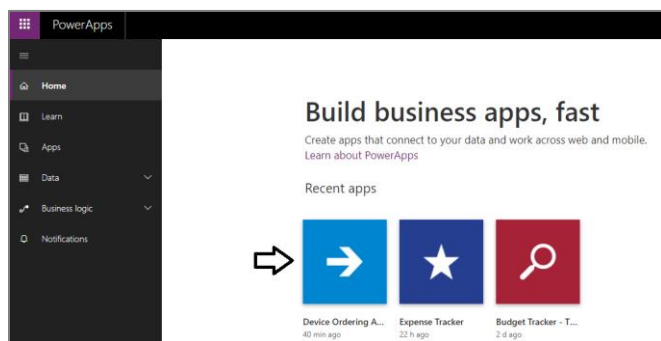 PowerApps
Home
Learn
Apps
Data
Business logic
Notifications
Build business apps, fast
Create apps that connect to your data and work across web and mobile.
Learn about PowerApps
Recent apps
Device Ordering A... Expense Tracker Budget Tracker - T...
40 min ago 22 h ago 2 d ago